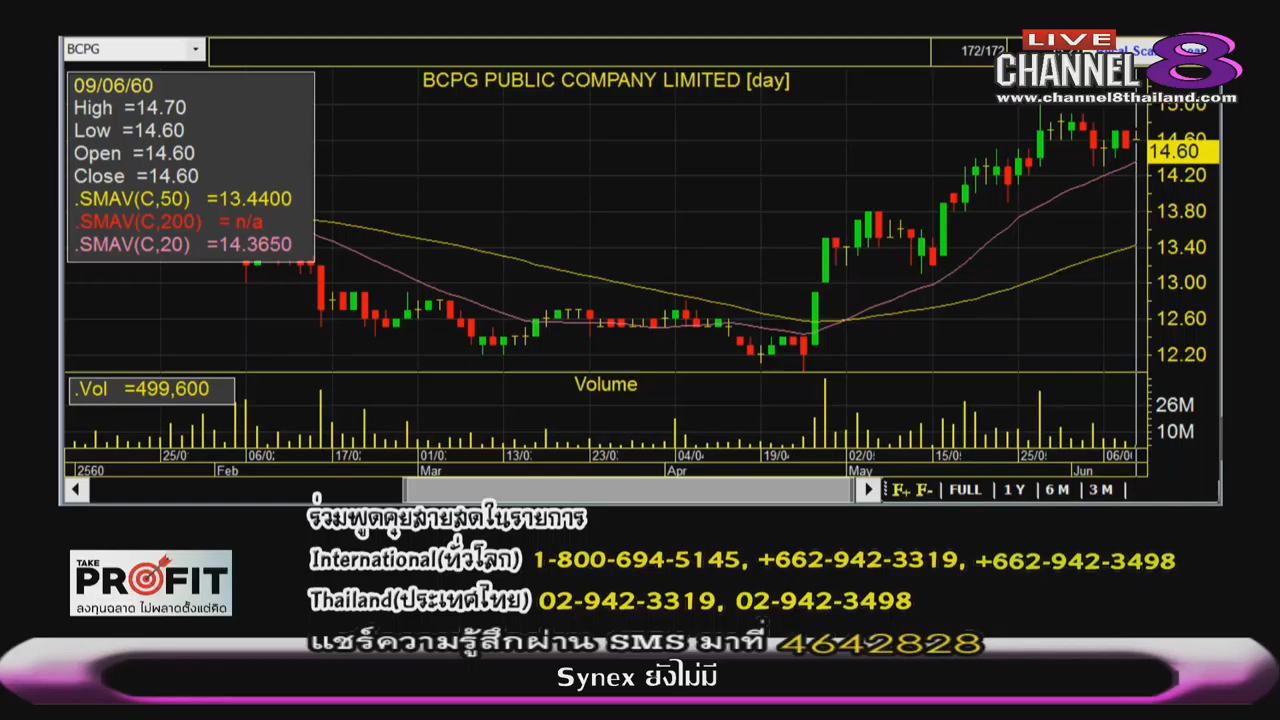 BCPG
172/172
LIVE
CHANNEL 8
www.channel8thailand.com
BCPG PUBLIC COMPANY LIMITED [day]
09/06/60
High =14.70
Low =14.60
Open =14.60
Close =14.60
.SMAV(C,50) =13.4400
.SMAV(C,200) = n/a
.SMAV(C,20) =14.3650
15.00
14.60
14.60
14.20
13.80
13.40
13.00
12.60
12.20
.Vol =499,600
Volume
26M
10M
25/0 06/0 17/0 01/0 13/0 23/0 04/0 19/0 02/0 15/0 25/0 06/0
2560 Feb Mar Apr May Jun
F+ F- FULL 1 Y 6 M 3 M
ร่วมพูดคุยสายสดในรายการ
International(ทั่วโลก) 1-800-694-5145, +662-942-3319, +662-942-3498
TAKE
PROFIT
ลงทุนฉลาด ไม่พลาดตั้งแต่คิด
Thailand(ประเทศไทย) 02-942-3319, 02-942-3498
แชร์ความรู้สึกผ่าน SMS มาที่ 4642828
Synex ยังไม่มี